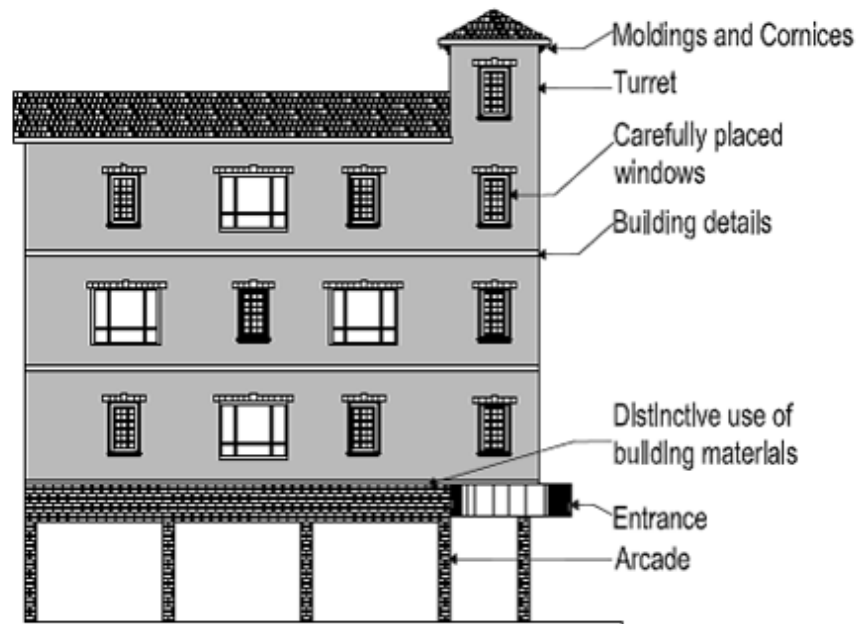 Moldings and Cornices
Turret
Carefully placed
windows
Building details
Distinctive use of
building materials
Entrance
Arcade